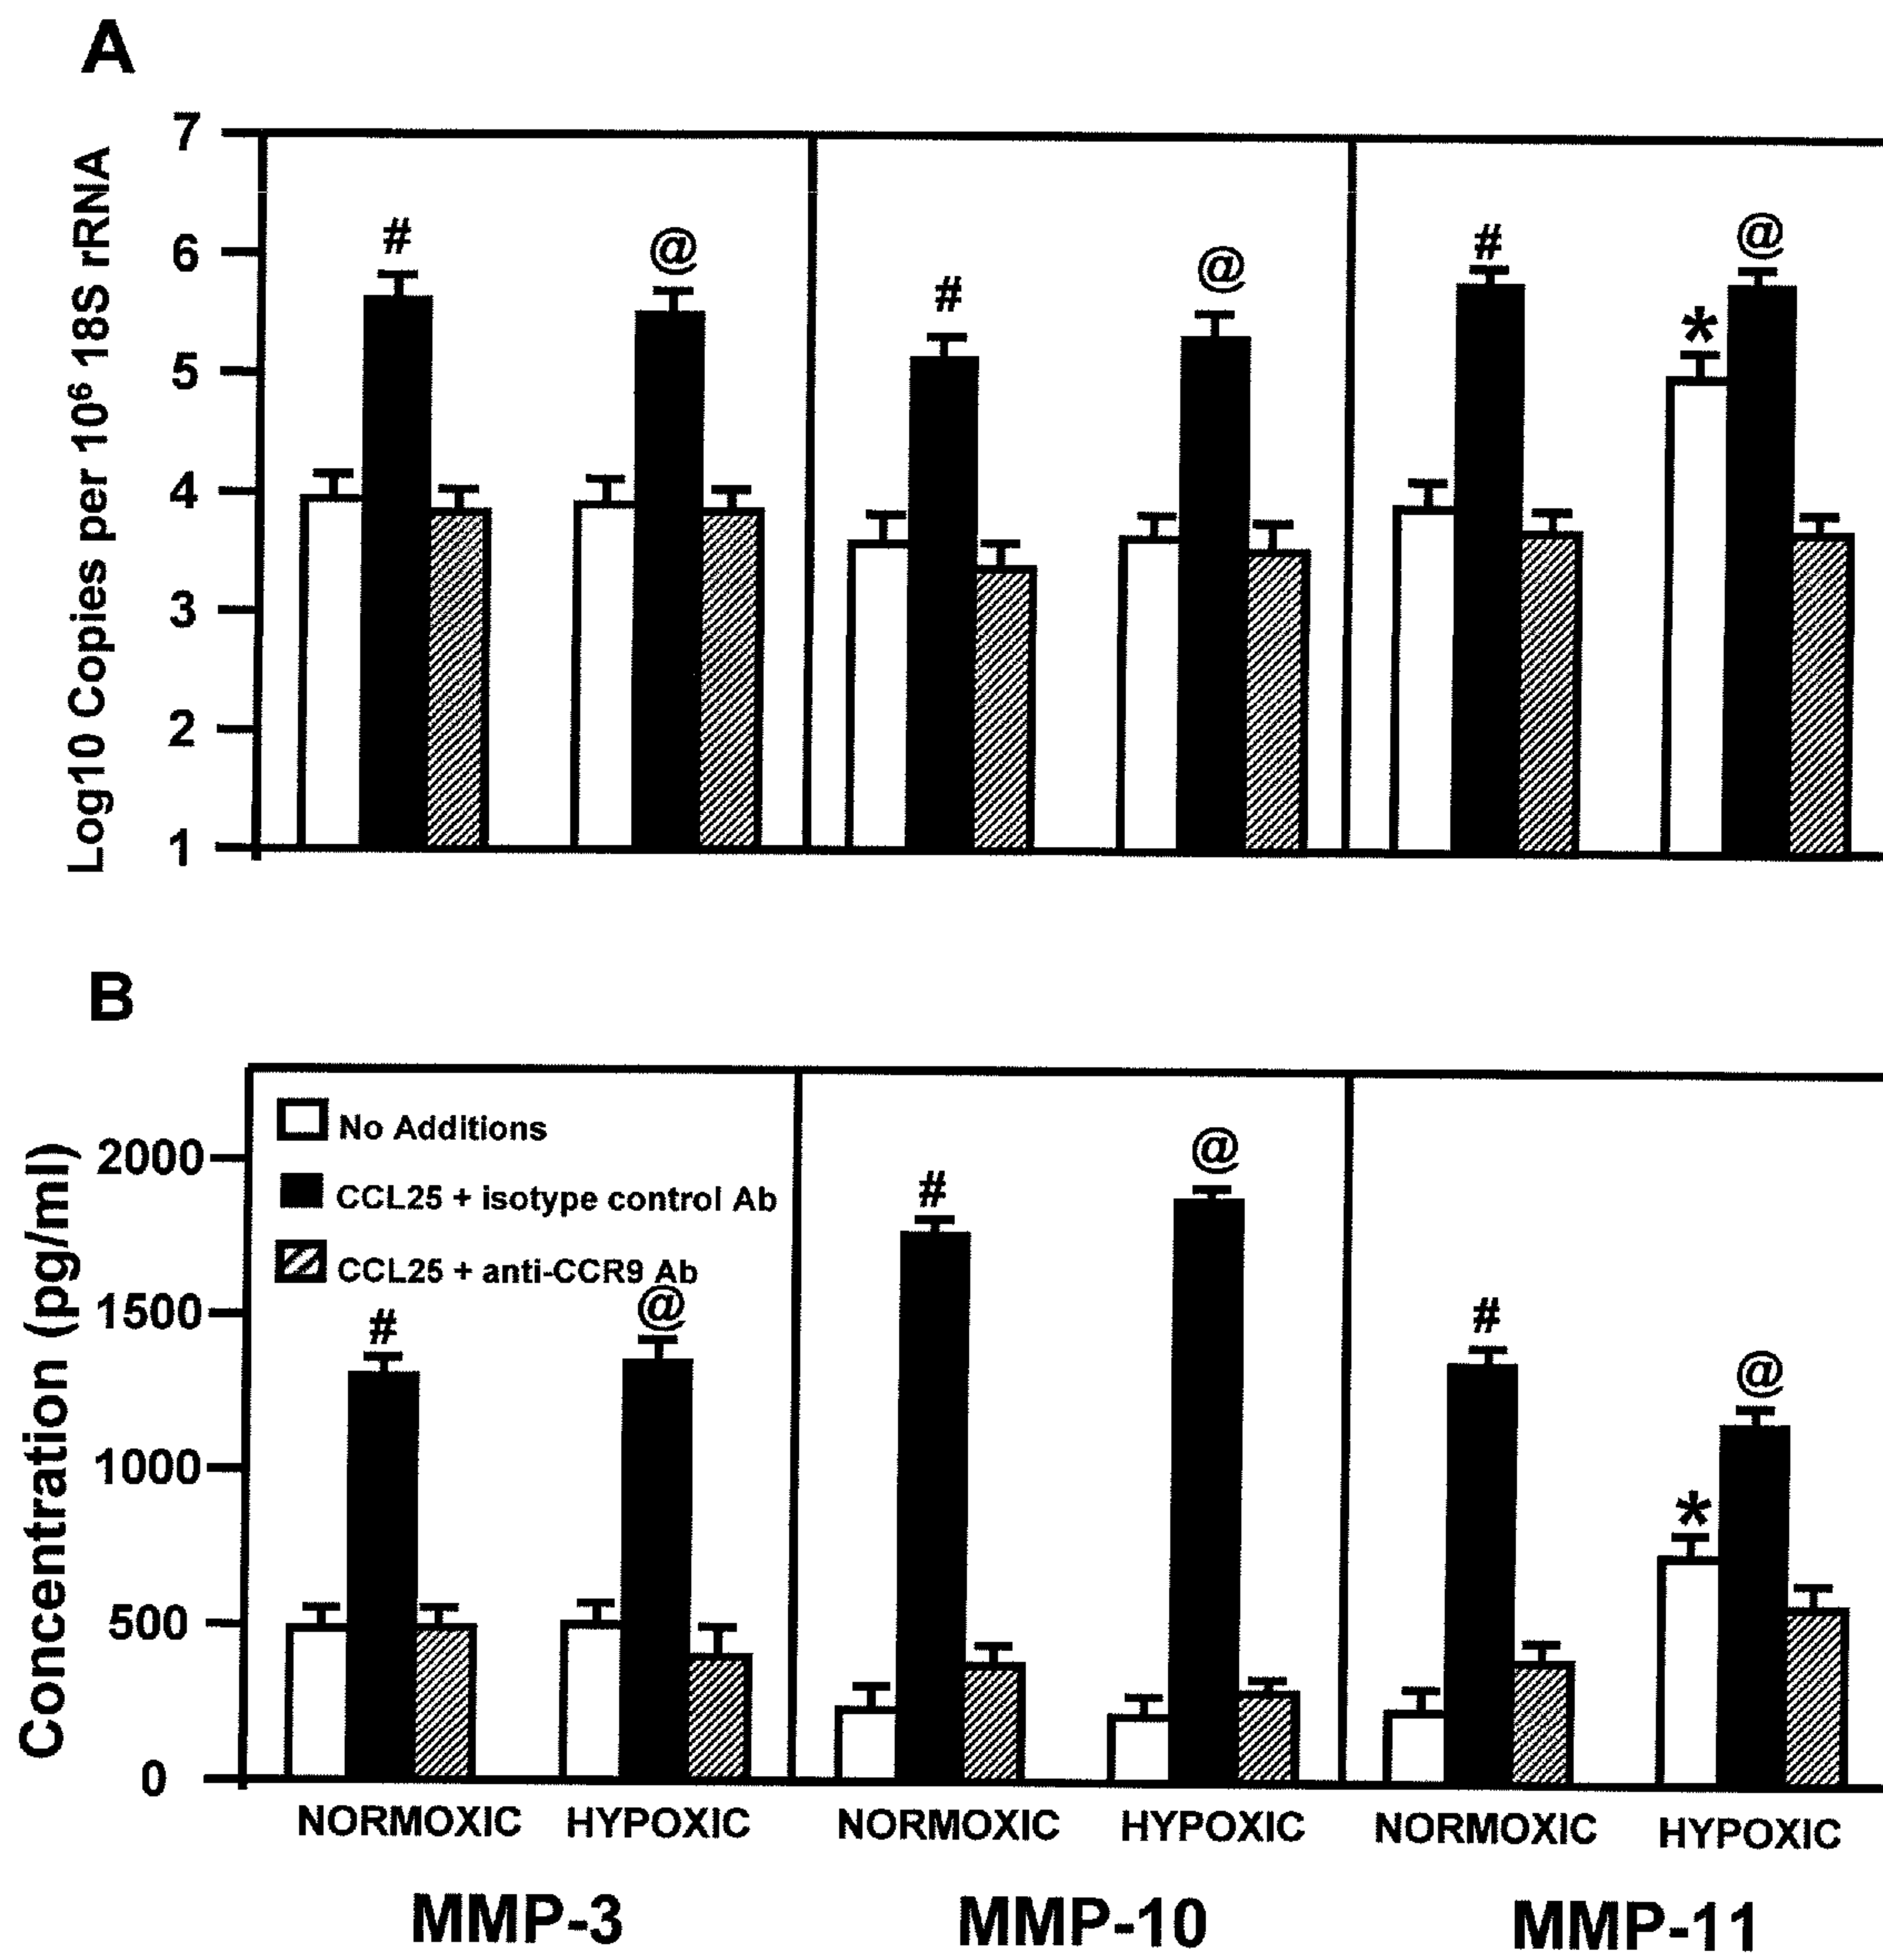 A
7
6
5
4
3
2
1
Log10 Copies per 10⁶ 18S rRNA
# @ # @ # * @
B
2000
1500
1000
500
0
Concentration (pg/ml)
No Additions
CCL25 + isotype control Ab
CCL25 + anti-CCR9 Ab
# @ # @ # * @
NORMOXIC HYPOXIC NORMOXIC HYPOXIC NORMOXIC HYPOXIC
MMP-3 MMP-10 MMP-11